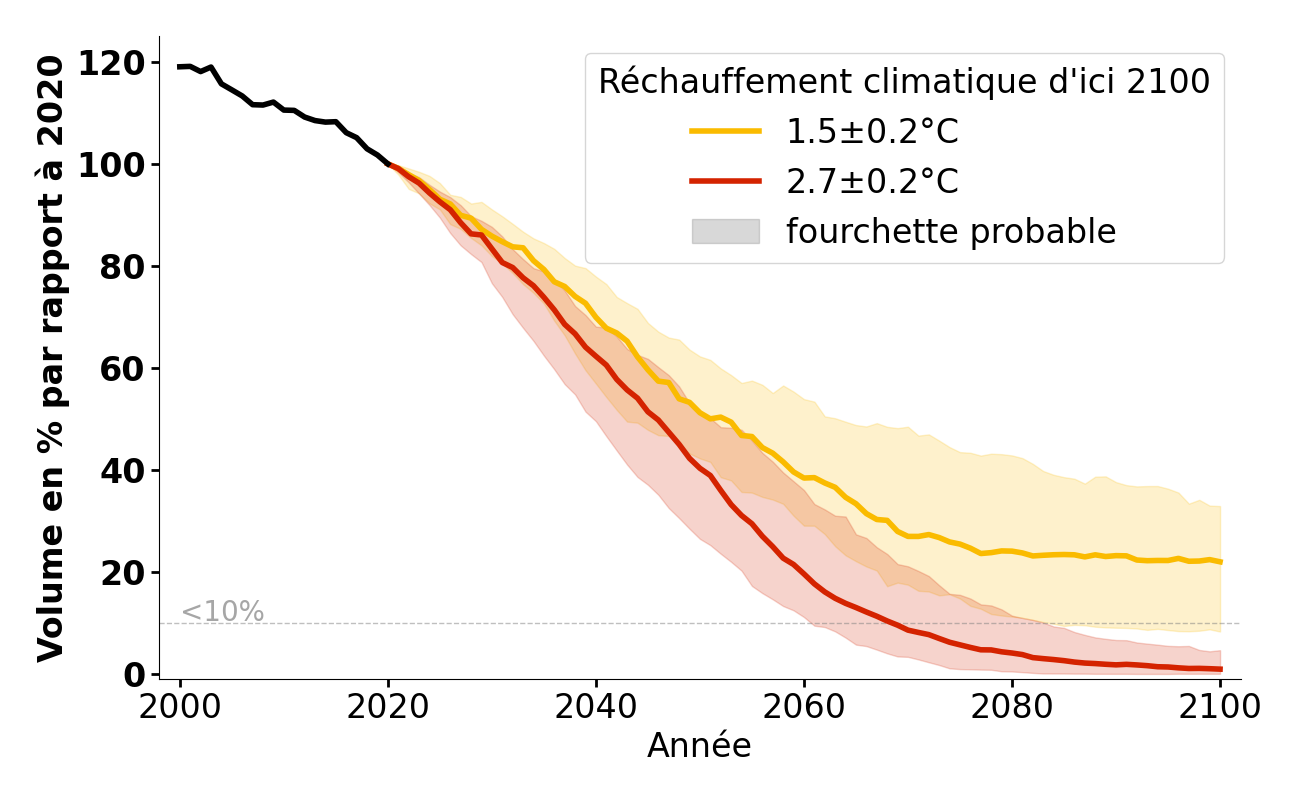 Volume en % par rapport à 2020
120
100
80
60
40
20
0
<10%
Réchauffement climatique d'ici 2100
1.5±0.2°C
2.7±0.2°C
fourchette probable
2000 2020 2040 2060 2080 2100
Année